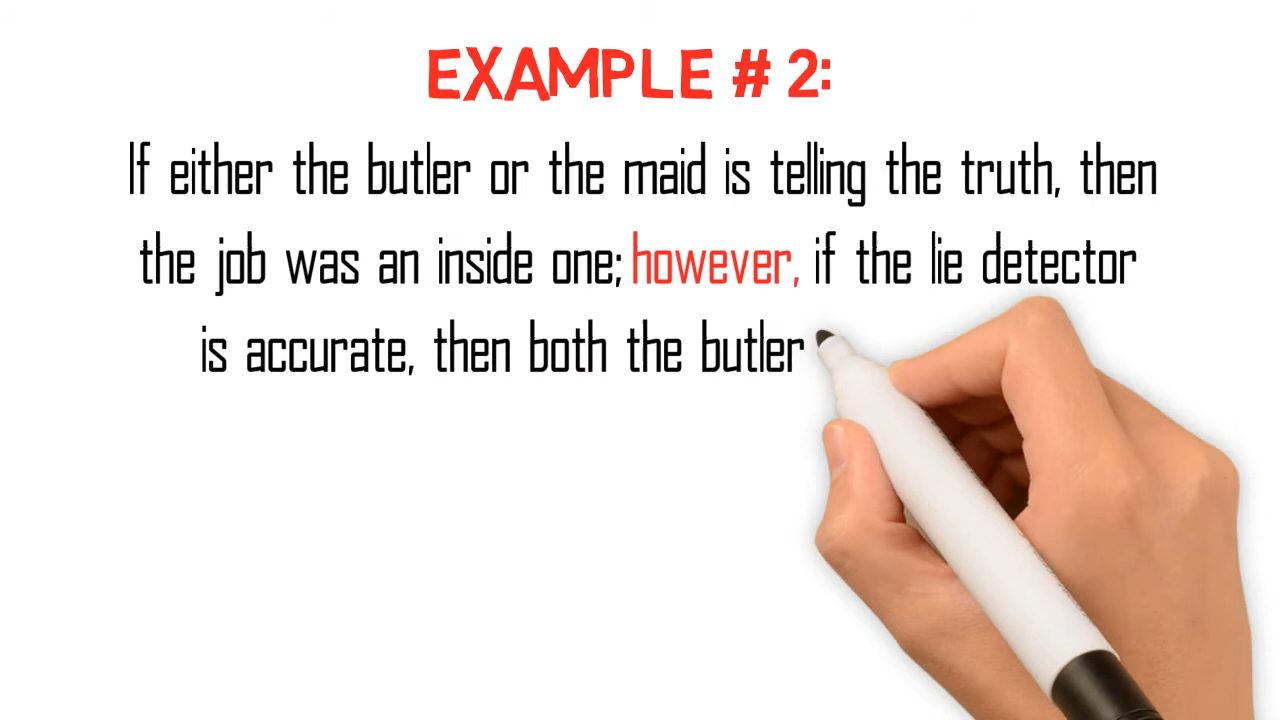 EXAMPLE # 2:
If either the butler or the maid is telling the truth, then
the job was an inside one; however, if the lie detector
is accurate, then both the butler